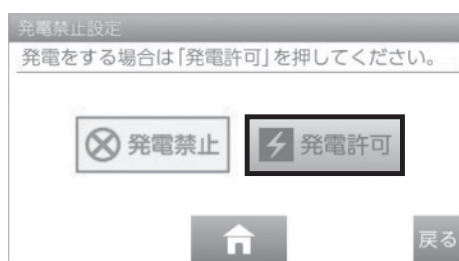 発電禁止設定
発電をする場合は「発電許可」を押してください。
発電禁止
発電許可
戻る